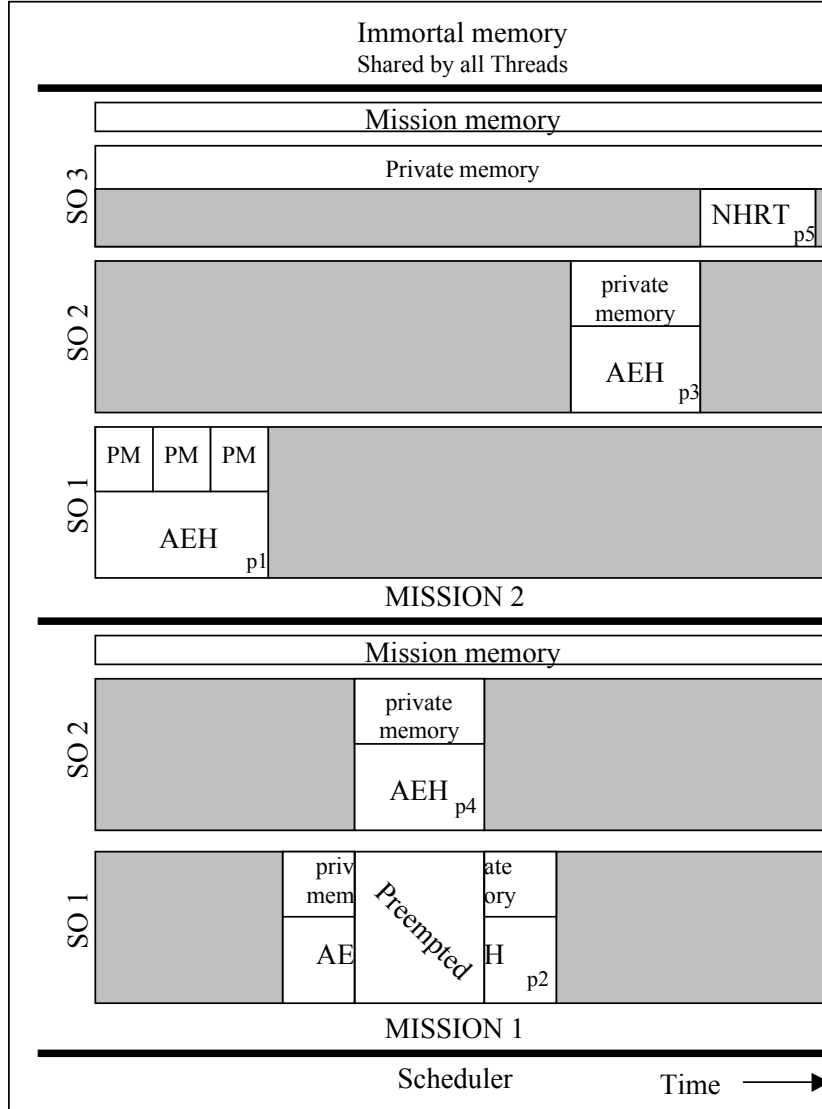 Immortal memory
Shared by all Threads
Mission memory
SO 3
Private memory
NHRT
p5
SO 2
private
memory
AEH
p3
SO 1
PM PM PM
AEH
p1
MISSION 2
Mission memory
SO 2
private
memory
AEH
p4
SO 1
priv
mem
AE
Preempted
ate
ory
H
p2
MISSION 1
Scheduler
Time